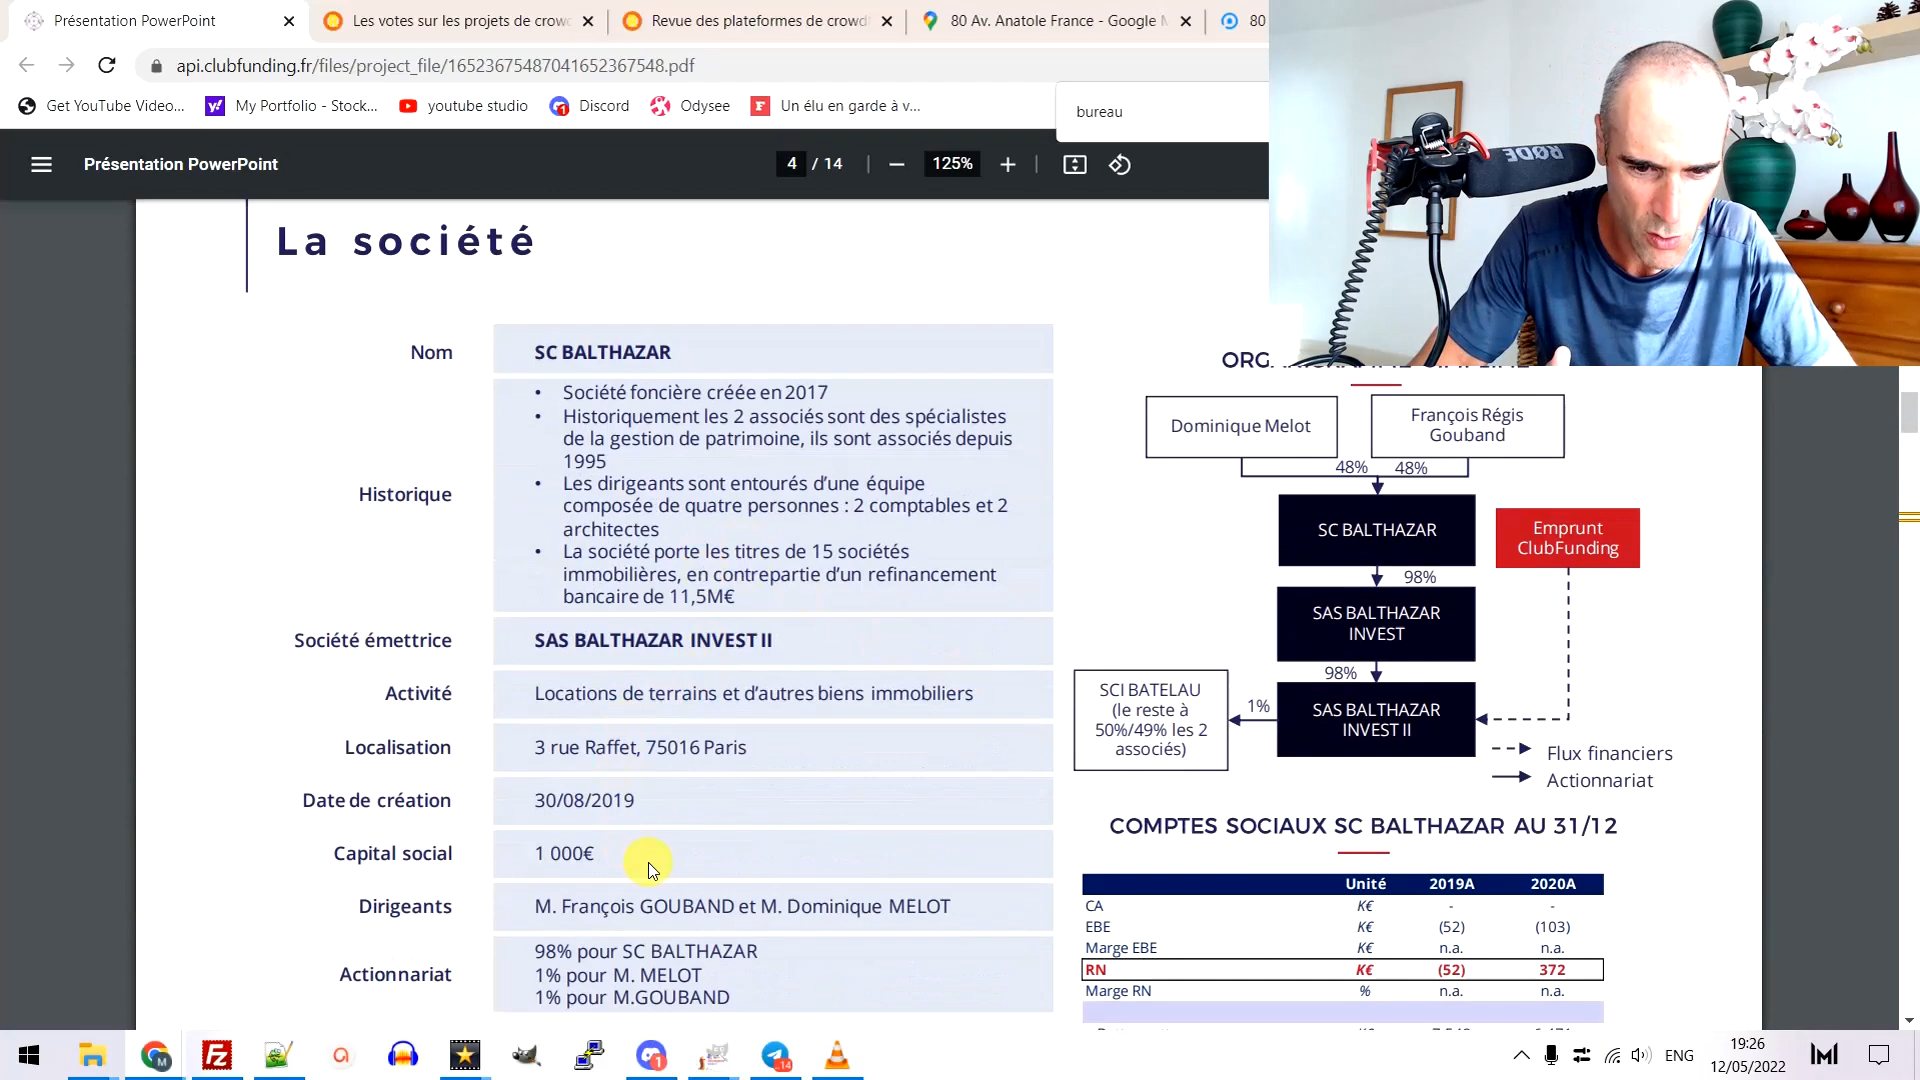 Présentation PowerPoint
Les votes sur les projets de crowd
Revue des plateformes de crowdf
80 Av. Anatole France - Google M
80
api.clubfunding.fr/files/project_file/16523675487041652367548.pdf
Get YouTube Video...
My Portfolio - Stock...
youtube studio
Discord
Odysee
Un élu en garde à v...
bureau
Présentation PowerPoint
4 / 14
125%
RØDE
La société
Nom
SC BALTHAZAR
Historique
• Société foncière créée en 2017
• Historiquement les 2 associés sont des spécialistes
de la gestion de patrimoine, ils sont associés depuis
1995
• Les dirigeants sont entourés d'une équipe
composée de quatre personnes : 2 comptables et 2
architectes
• La société porte les titres de 15 sociétés
immobilières, en contrepartie d'un refinancement
bancaire de 11,5M€
Société émettrice
SAS BALTHAZAR INVEST II
Activité
Locations de terrains et d'autres biens immobiliers
Localisation
3 rue Raffet, 75016 Paris
Date de création
30/08/2019
Capital social
1 000€
Dirigeants
M. François GOUBAND et M. Dominique MELOT
Actionnariat
98% pour SC BALTHAZAR
1% pour M. MELOT
1% pour M.GOUBAND
Dominique Melot
François Régis
Gouband
48%
48%
SC BALTHAZAR
Emprunt
ClubFunding
98%
SAS BALTHAZAR
INVEST
98%
SCI BATELAU
(le reste à
50%/49% les 2
associés)
1%
SAS BALTHAZAR
INVEST II
Flux financiers
Actionnariat
COMPTES SOCIAUX SC BALTHAZAR AU 31/12
Unité 2019A 2020A
CA K€ - -
EBE K€ (52) (103)
Marge EBE K€ n.a. n.a.
RN K€ (52) 372
Marge RN % n.a. n.a.
ENG
19:26
12/05/2022